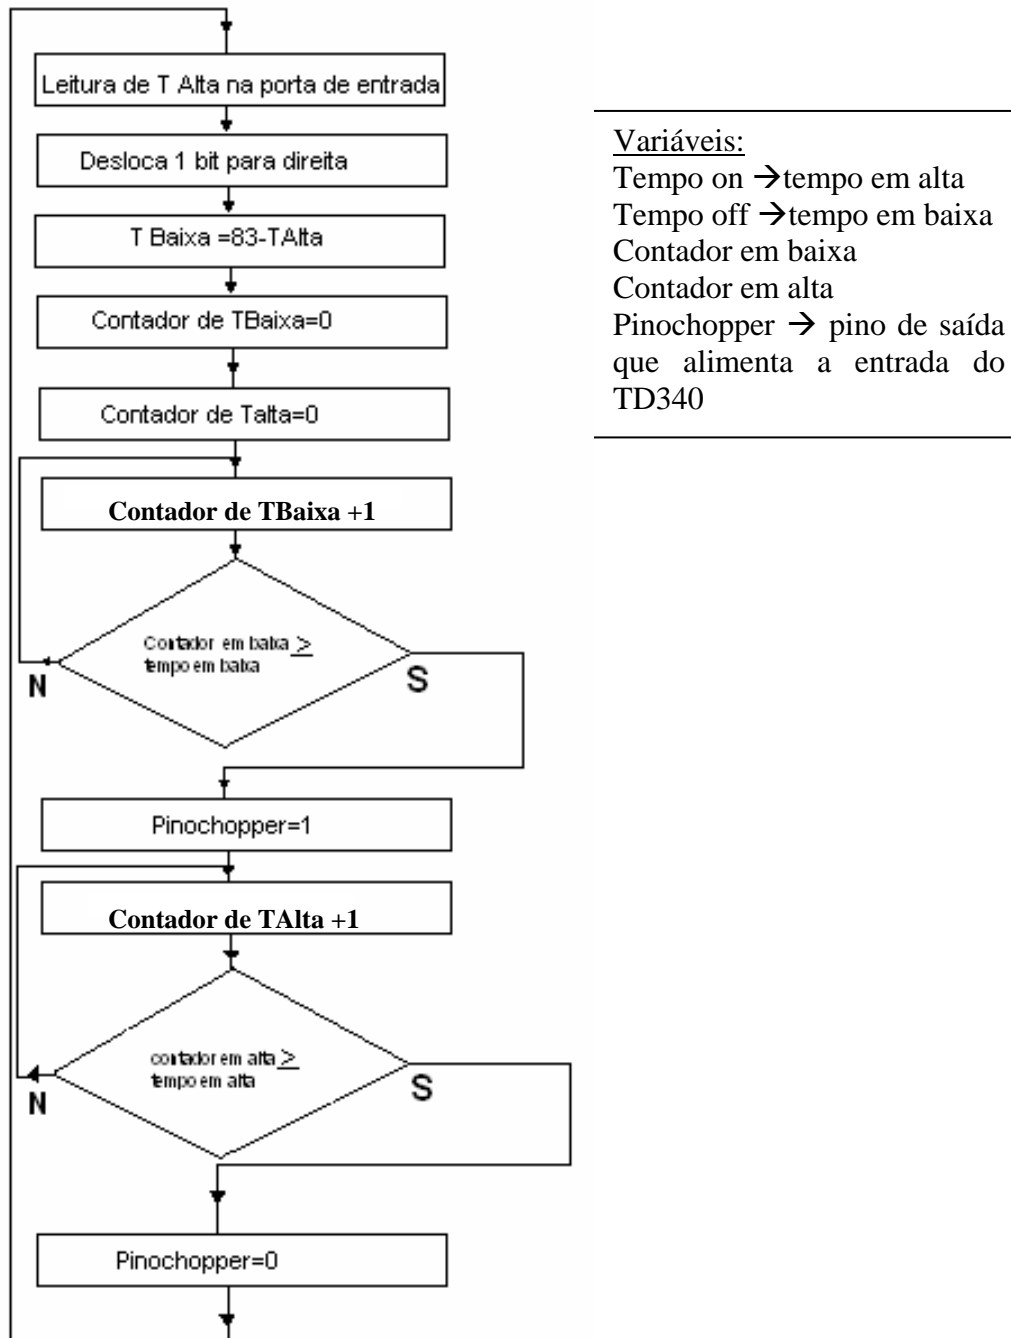 Leitura de T Alta na porta de entrada
Desloca 1 bit para direita
T Baixa =83-TAlta
Contador de TBaixa=0
Contador de Talta=0
Contador de TBaixa +1
Contador em baixa ≥
tempo em baixa
N
S
Pinochopper=1
Contador de TAlta +1
contador em alta ≥
tempo em alta
N
S
Pinochopper=0
Variáveis:
Tempo on →tempo em alta
Tempo off →tempo em baixa
Contador em baixa
Contador em alta
Pinochopper → pino de saída
que alimenta a entrada do
TD340